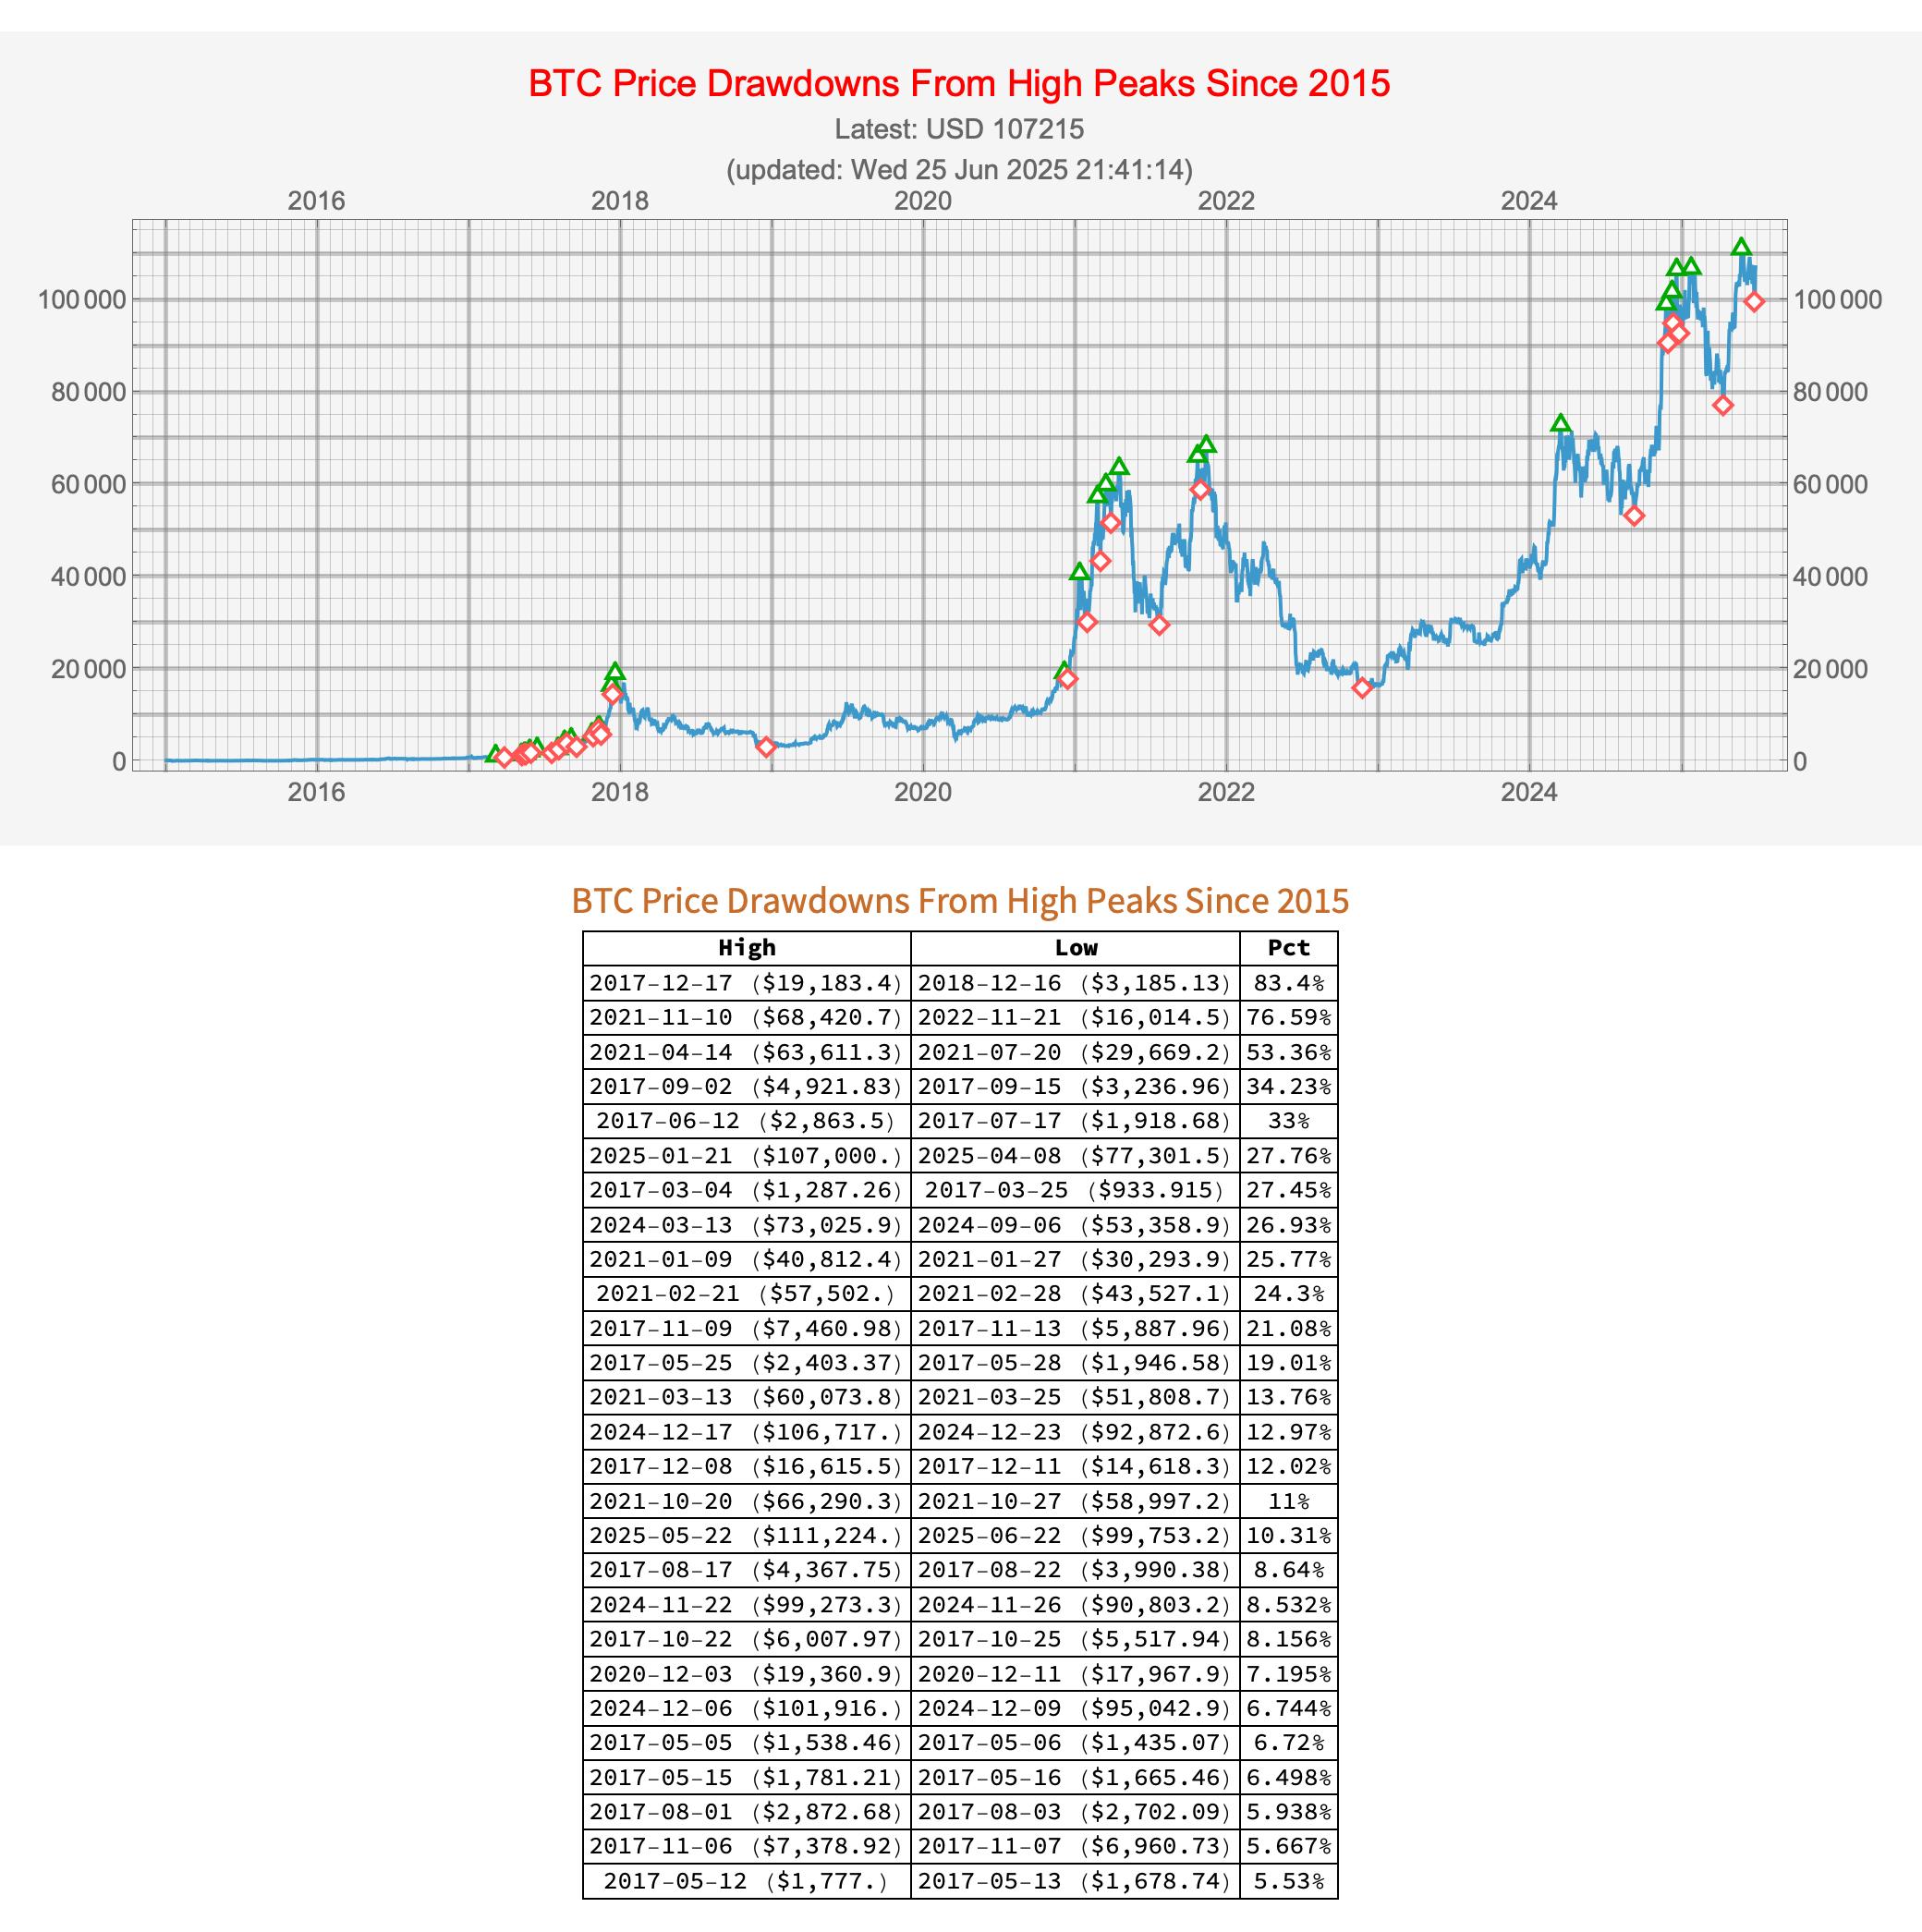 BTC Price Drawdowns From High Peaks Since 2015
Latest: USD 107215
(updated: Wed 25 Jun 2025 21:41:14)
2016 2018 2020 2022 2024
100 000 100 000
80 000 80 000
60 000 60 000
40 000 40 000
20 000 20 000
0 0
2016 2018 2020 2022 2024
BTC Price Drawdowns From High Peaks Since 2015
High Low Pct
2017-12-17 ($19,183.4) 2018-12-16 ($3,185.13) 83.4%
2021-11-10 ($68,420.7) 2022-11-21 ($16,014.5) 76.59%
2021-04-14 ($63,611.3) 2021-07-20 ($29,669.2) 53.36%
2017-09-02 ($4,921.83) 2017-09-15 ($3,236.96) 34.23%
2017-06-12 ($2,863.5) 2017-07-17 ($1,918.68) 33%
2025-01-21 ($107,000.) 2025-04-08 ($77,301.5) 27.76%
2017-03-04 ($1,287.26) 2017-03-25 ($933.915) 27.45%
2024-03-13 ($73,025.9) 2024-09-06 ($53,358.9) 26.93%
2021-01-09 ($40,812.4) 2021-01-27 ($30,293.9) 25.77%
2021-02-21 ($57,502.) 2021-02-28 ($43,527.1) 24.3%
2017-11-09 ($7,460.98) 2017-11-13 ($5,887.96) 21.08%
2017-05-25 ($2,403.37) 2017-05-28 ($1,946.58) 19.01%
2021-03-13 ($60,073.8) 2021-03-25 ($51,808.7) 13.76%
2024-12-17 ($106,717.) 2024-12-23 ($92,872.6) 12.97%
2017-12-08 ($16,615.5) 2017-12-11 ($14,618.3) 12.02%
2021-10-20 ($66,290.3) 2021-10-27 ($58,997.2) 11%
2025-05-22 ($111,224.) 2025-06-22 ($99,753.2) 10.31%
2017-08-17 ($4,367.75) 2017-08-22 ($3,990.38) 8.64%
2024-11-22 ($99,273.3) 2024-11-26 ($90,803.2) 8.532%
2017-10-22 ($6,007.97) 2017-10-25 ($5,517.94) 8.156%
2020-12-03 ($19,360.9) 2020-12-11 ($17,967.9) 7.195%
2024-12-06 ($101,916.) 2024-12-09 ($95,042.9) 6.744%
2017-05-05 ($1,538.46) 2017-05-06 ($1,435.07) 6.72%
2017-05-15 ($1,781.21) 2017-05-16 ($1,665.46) 6.498%
2017-08-01 ($2,872.68) 2017-08-03 ($2,702.09) 5.938%
2017-11-06 ($7,378.92) 2017-11-07 ($6,960.73) 5.667%
2017-05-12 ($1,777.) 2017-05-13 ($1,678.74) 5.53%